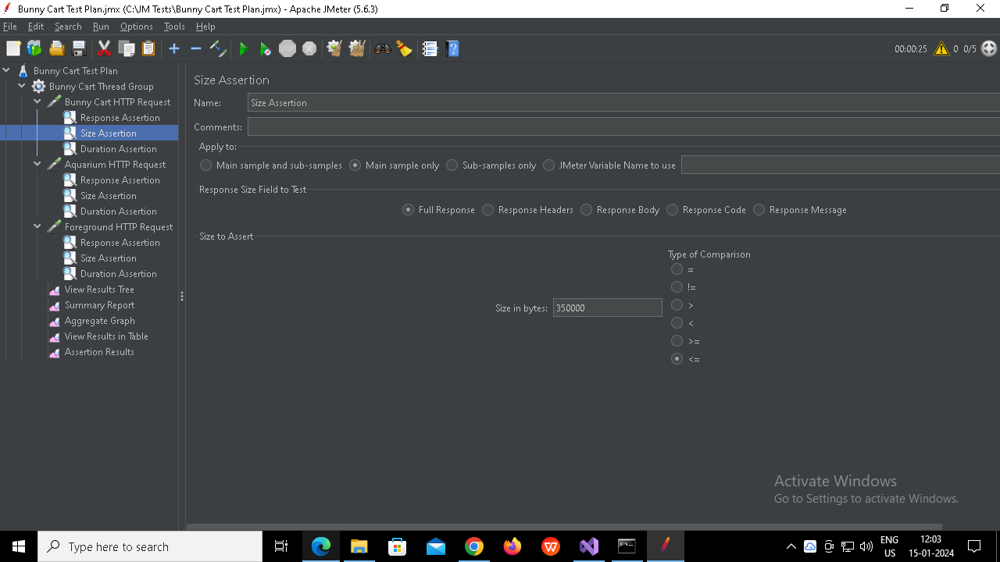 Bunny Cart Test Plan.jmx (C:\JM Tests\Bunny Cart Test Plan.jmx) - Apache JMeter (5.6.3)
File Edit Search Run Options Tools Help
STOP
00:00:25 0 0/5
Bunny Cart Test Plan
Bunny Cart Thread Group
Bunny Cart HTTP Request
Response Assertion
Size Assertion
Duration Assertion
Aquarium HTTP Request
Response Assertion
Size Assertion
Duration Assertion
Foreground HTTP Request
Response Assertion
Size Assertion
Duration Assertion
View Results Tree
Summary Report
Aggregate Graph
View Results in Table
Assertion Results
Size Assertion
Name: Size Assertion
Comments:
Apply to:
Main sample and sub-samples Main sample only Sub-samples only JMeter Variable Name to use
Response Size Field to Test
Full Response Response Headers Response Body Response Code Response Message
Size to Assert
Type of Comparison
=
!=
>
Size in bytes: 350000
<
>=
<=
Activate Windows
Go to Settings to activate Windows.
Type here to search
ENG
US
12:03
15-01-2024